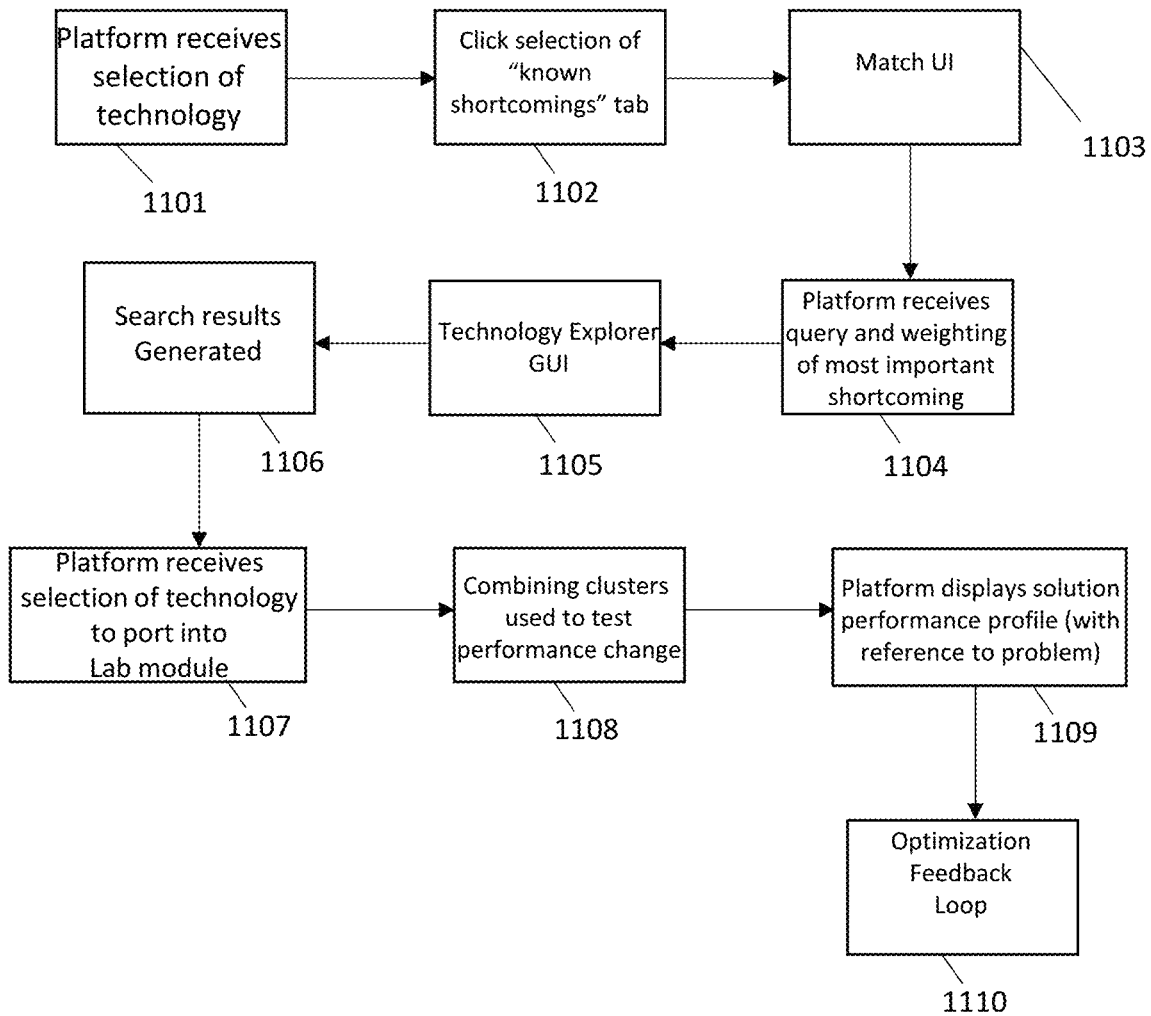 Platform receives
selection of
technology
1101
Click selection of
“known
shortcomings” tab
1102
Match UI
1103
Platform receives
query and weighting
of most important
shortcoming
1104
Technology Explorer
GUI
1105
Search results
Generated
1106
Platform receives
selection of technology
to port into
Lab module
1107
Combining clusters
used to test
performance change
1108
Platform displays solution
performance profile (with
reference to problem)
1109
Optimization
Feedback
Loop
1110